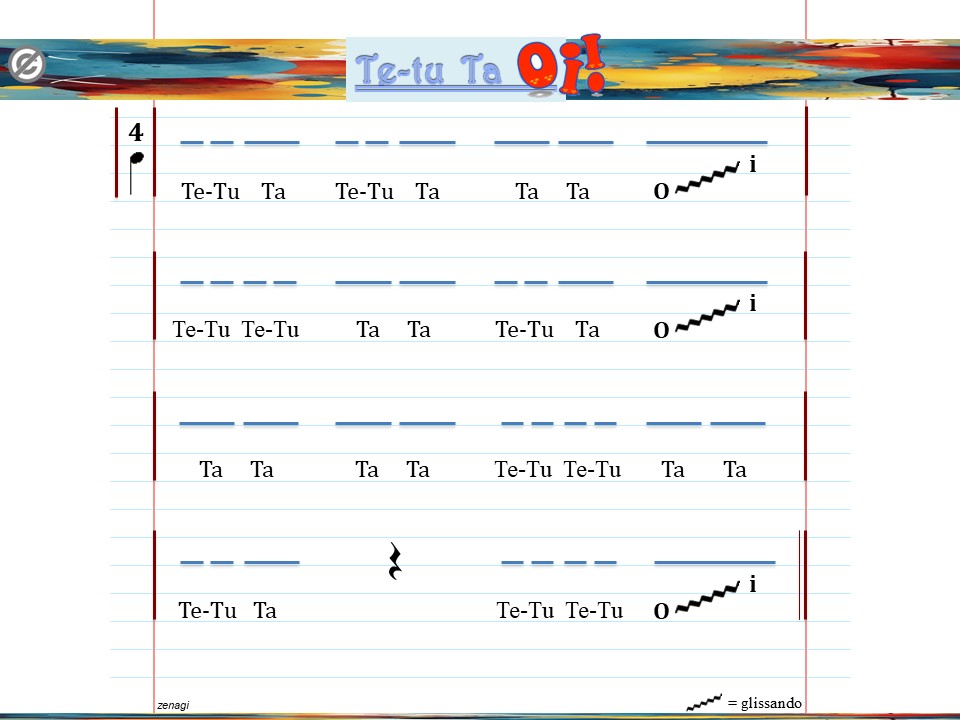 Te-tu Ta Oi!
4
Te-Tu Ta Te-Tu Ta Ta Ta O i
Te-Tu Te-Tu Ta Ta Te-Tu Ta O i
Ta Ta Ta Ta Te-Tu Te-Tu Ta Ta
Te-Tu Ta Te-Tu Te-Tu O i
zenagi
= glissando